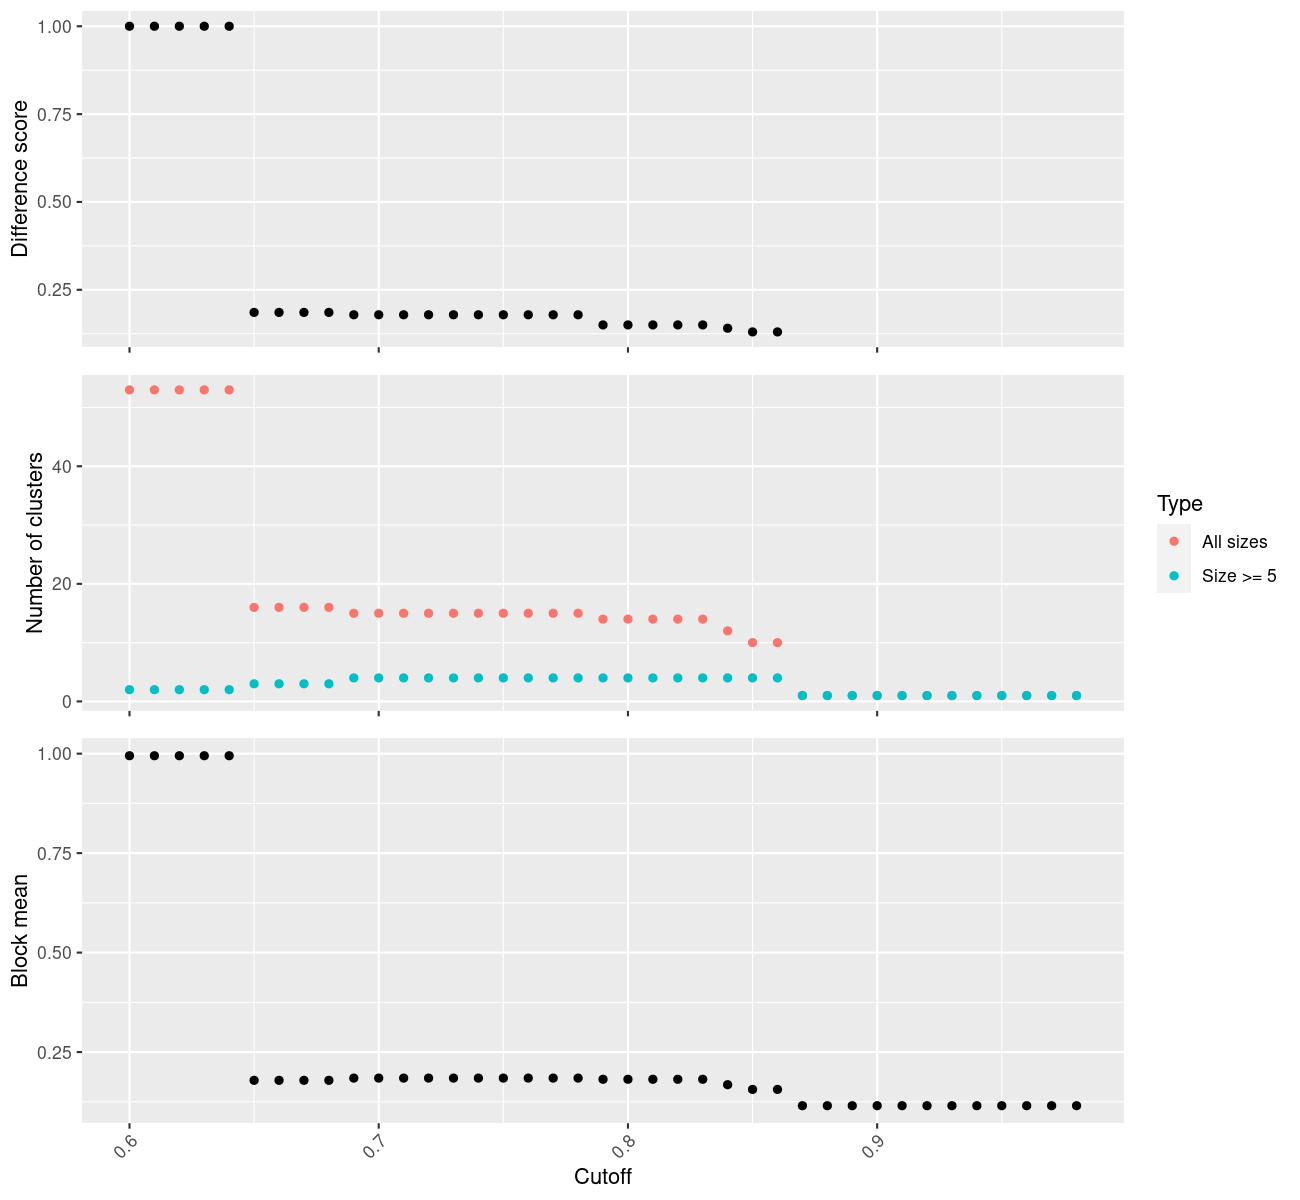 1.00
0.75
0.50
0.25
Difference score
40
20
0
Number of clusters
Type
All sizes
Size >= 5
1.00
0.75
0.50
0.25
Block mean
0.6
0.7
0.8
0.9
Cutoff